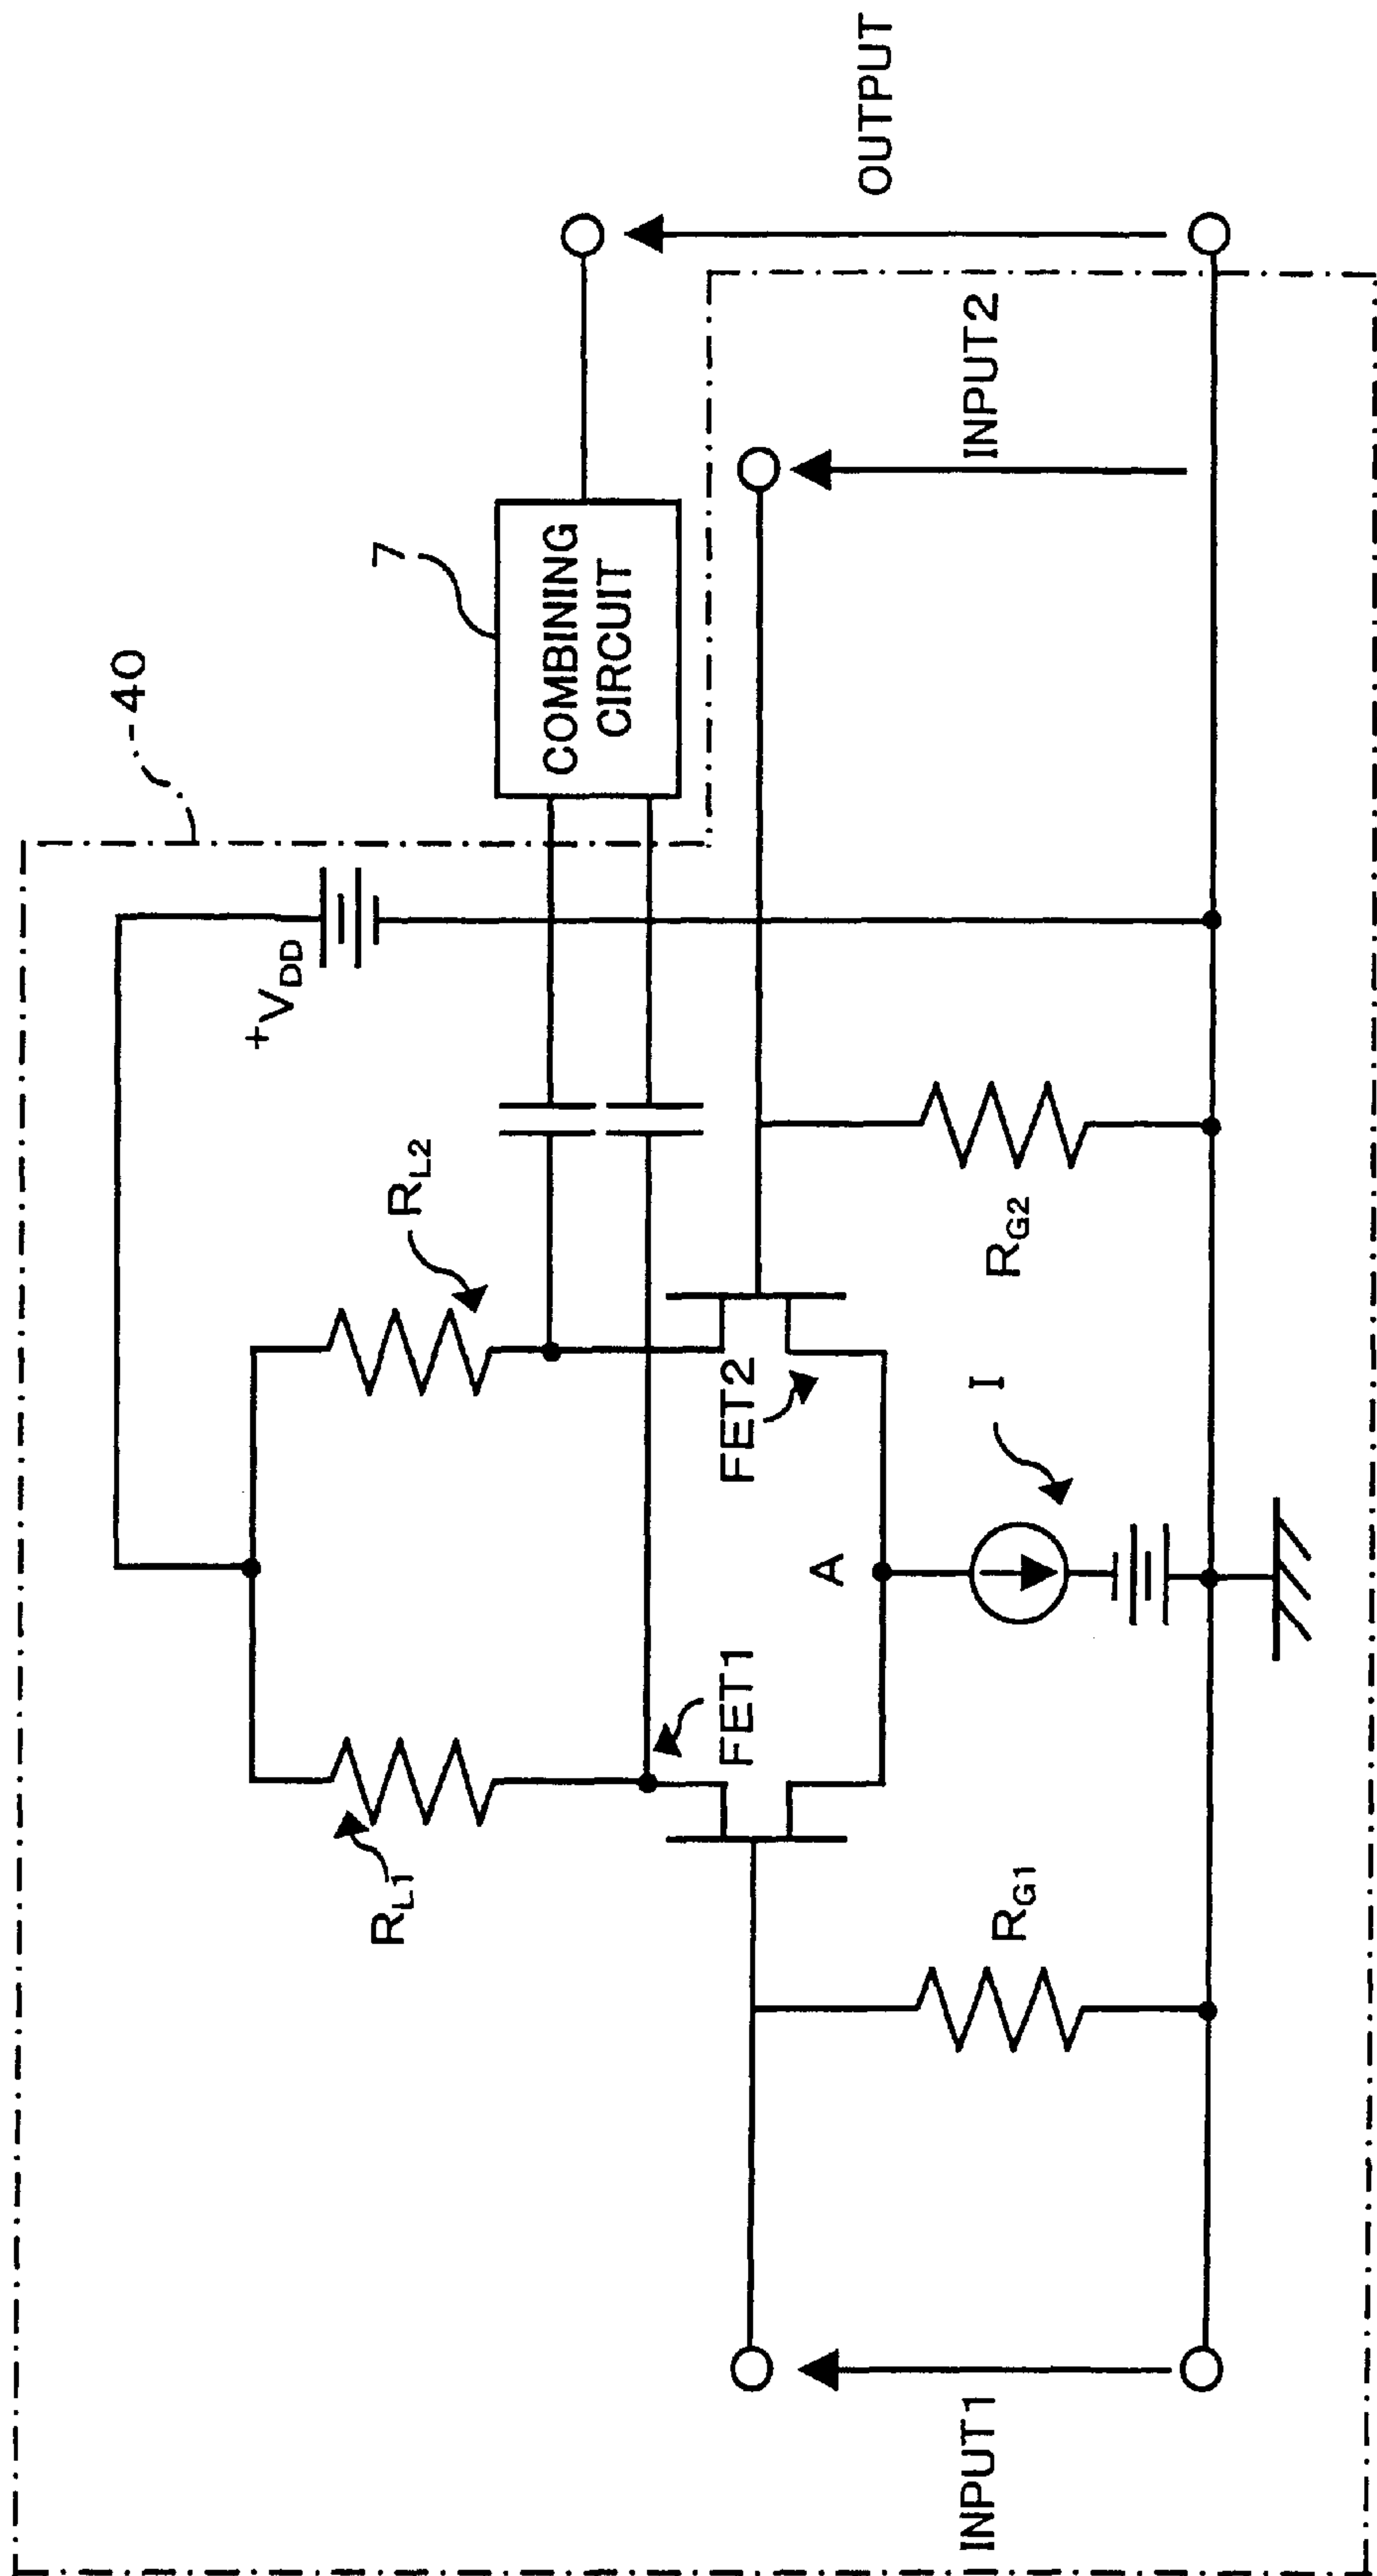 40
+VDD
7
COMBINING
CIRCUIT
OUTPUT
RL1
RL2
FET1
FET2
A
I
INPUT1
RG1
RG2
INPUT2